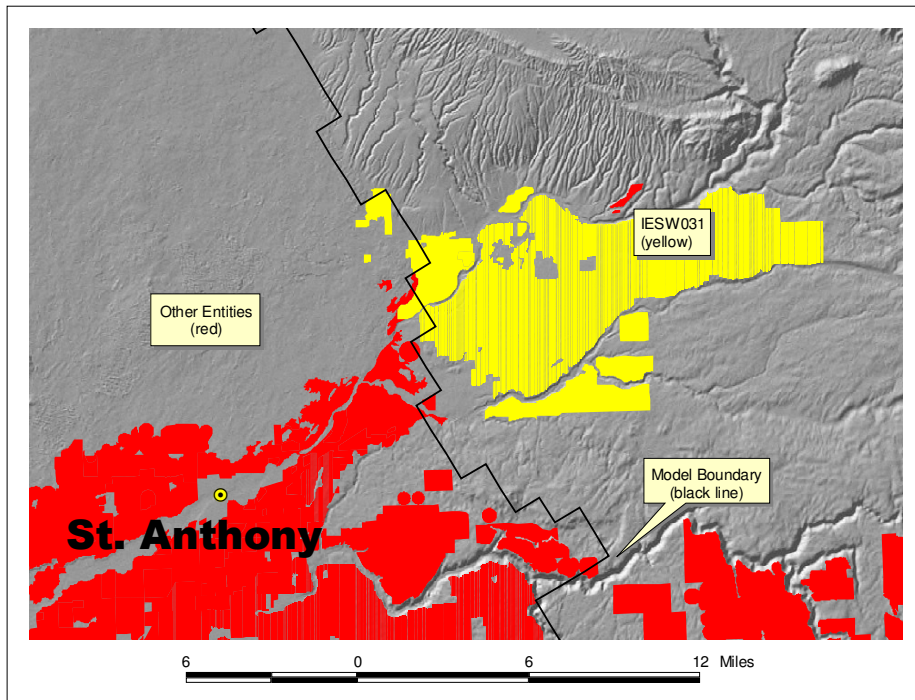 IESW031
(yellow)
Other Entities
(red)
Model Boundary
(black line)
St. Anthony
6 0 6 12 Miles